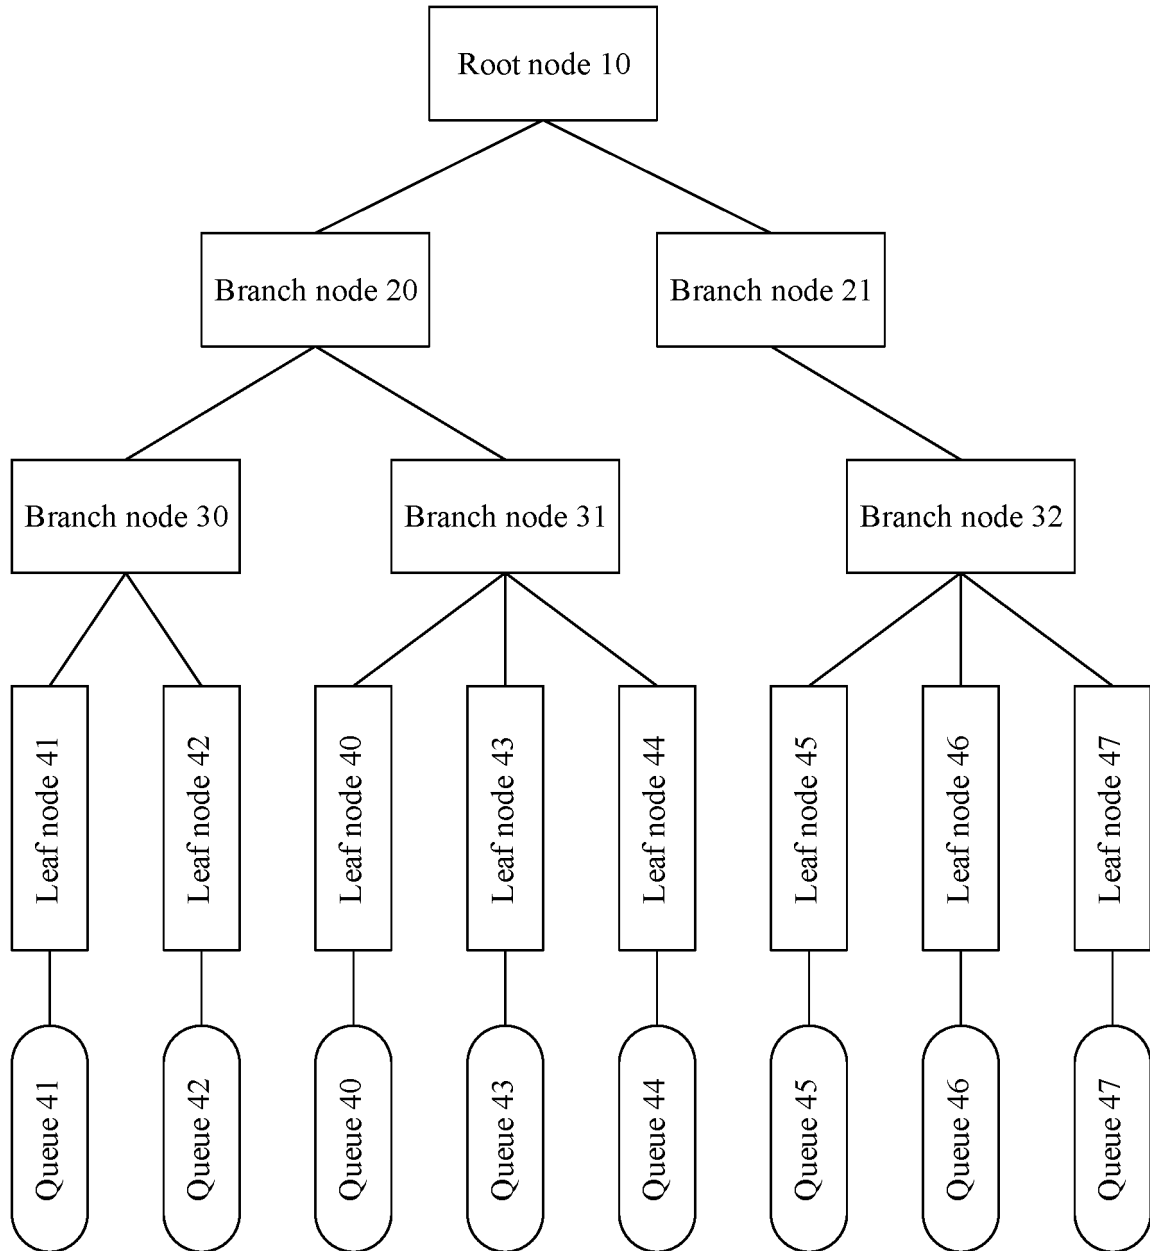 Root node 10
Branch node 20
Branch node 21
Branch node 30
Branch node 31
Branch node 32
Leaf node 41
Leaf node 42
Leaf node 40
Leaf node 43
Leaf node 44
Leaf node 45
Leaf node 46
Leaf node 47
Queue 41
Queue 42
Queue 40
Queue 43
Queue 44
Queue 45
Queue 46
Queue 47